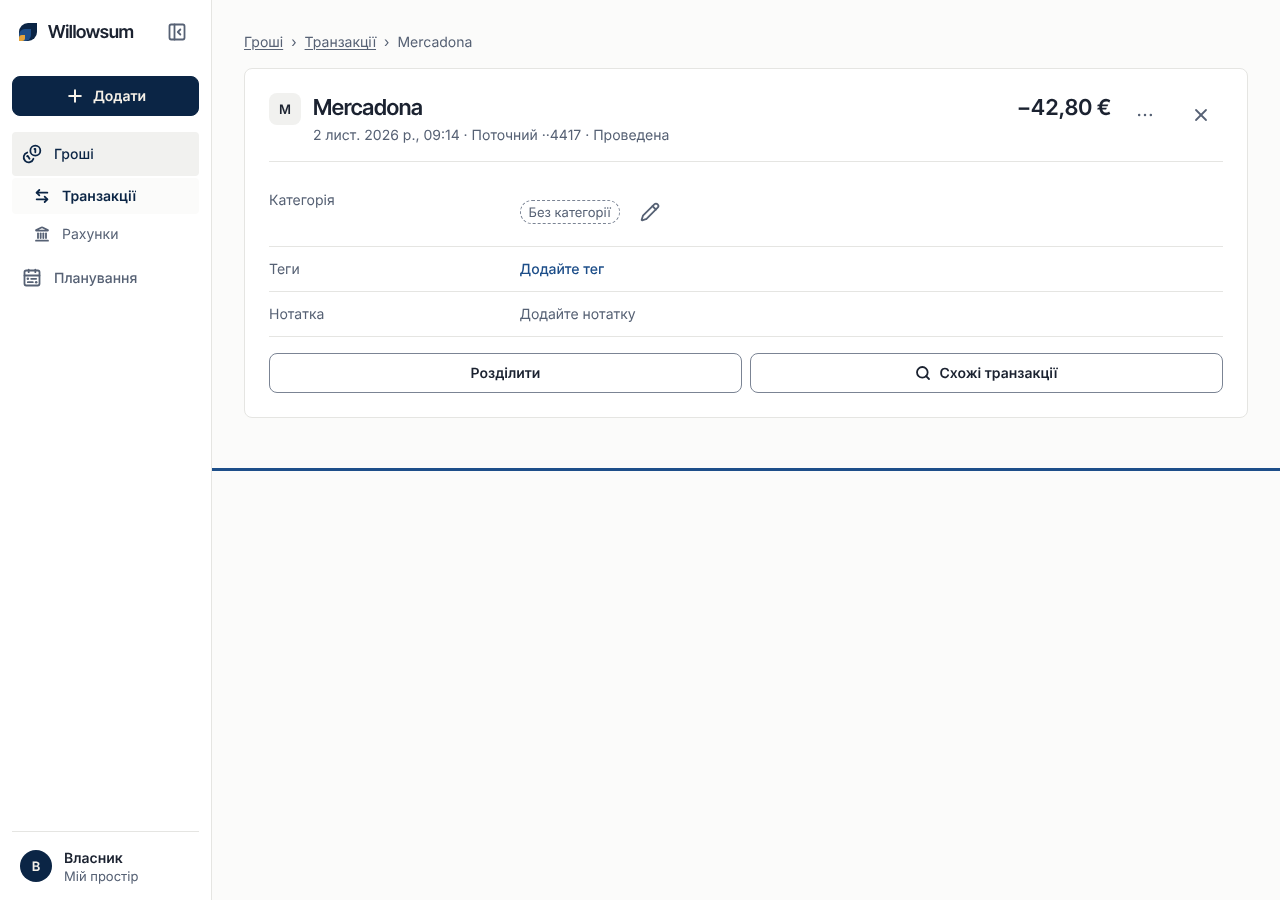 Willowsum
Додати
Гроші
Транзакції
Рахунки
Планування
В
Власник
Мій простір
Гроші › Транзакції › Mercadona
M
Mercadona
2 лист. 2026 р., 09:14 · Поточний ··4417 · Проведена
−42,80 €
...
Категорія
Без категорії
Теги
Додайте тег
Нотатка
Додайте нотатку
Розділити
Схожі транзакції